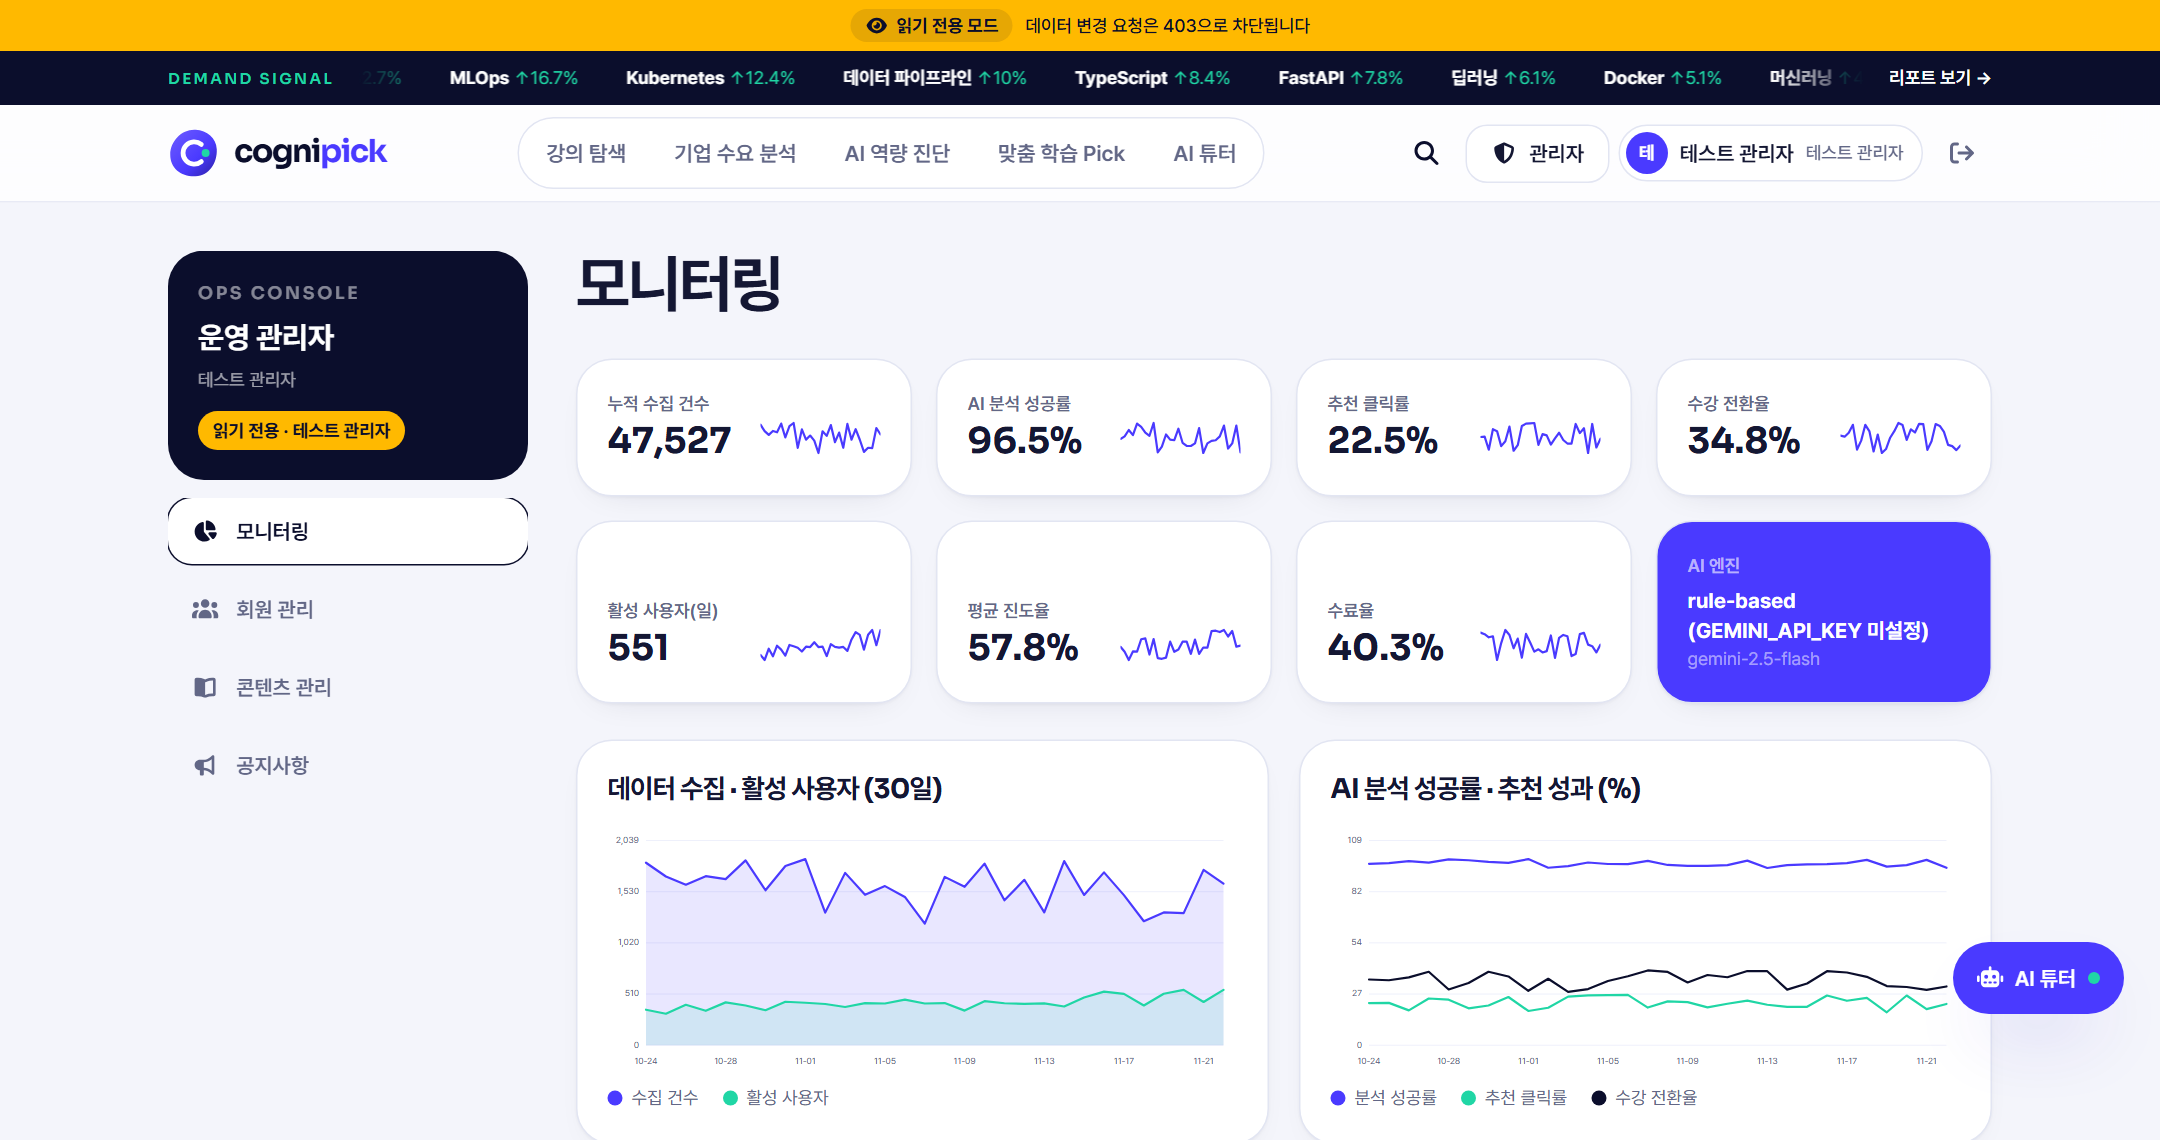 읽기 전용 모드 데이터 변경 요청은 403으로 차단됩니다
DEMAND SIGNAL 2.7% MLOps ↑16.7% Kubernetes ↑12.4% 데이터 파이프라인 ↑10% TypeScript ↑8.4% FastAPI ↑7.8% 딥러닝 ↑6.1% Docker ↑5.1% 머신러닝 리포트 보기 →
cognipick 강의 탐색 기업 수요 분석 AI 역량 진단 맞춤 학습 Pick AI 튜터 관리자 테 테스트 관리자 테스트 관리자
OPS CONSOLE
운영 관리자
테스트 관리자
읽기 전용 · 테스트 관리자
모니터링
회원 관리
콘텐츠 관리
공지사항
모니터링
누적 수집 건수
47,527
AI 분석 성공률
96.5%
추천 클릭률
22.5%
수강 전환율
34.8%
활성 사용자(일)
551
평균 진도율
57.8%
수료율
40.3%
AI 엔진
rule-based
(GEMINI_API_KEY 미설정)
gemini-2.5-flash
데이터 수집 · 활성 사용자 (30일)
2,039
1,530
1,020
510
0
10-24 10-28 11-01 11-05 11-09 11-13 11-17 11-21
수집 건수 활성 사용자
AI 분석 성공률 · 추천 성과 (%)
109
82
54
27
0
10-24 10-28 11-01 11-05 11-09 11-13 11-17 11-21
분석 성공률 추천 클릭률 수강 전환율
AI 튜터